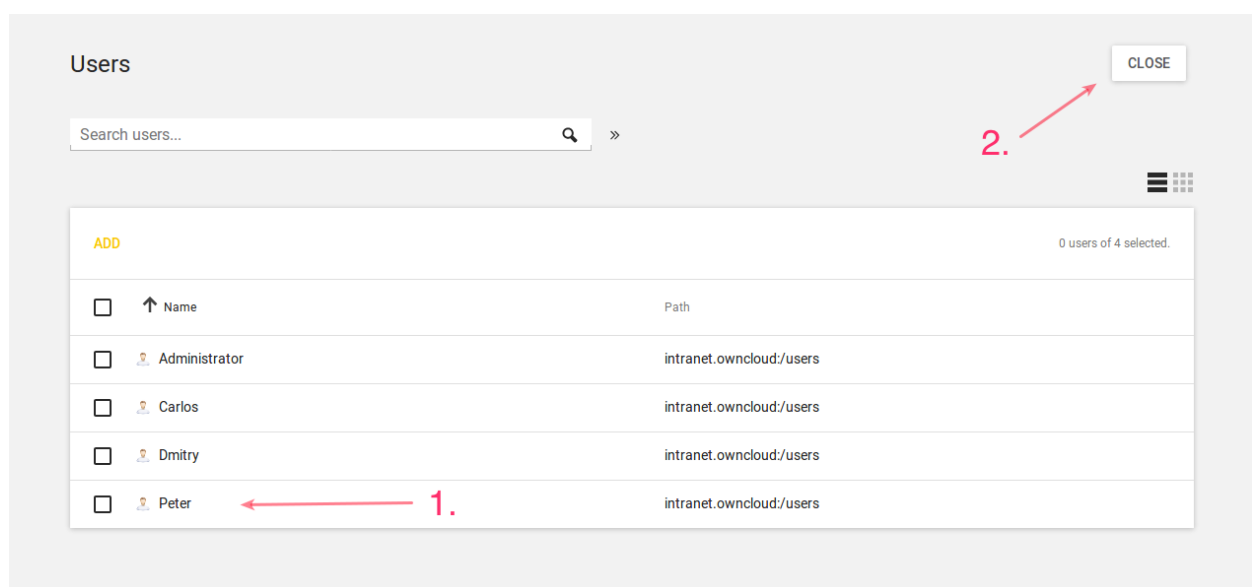 Users
CLOSE
Search users... »
2.
ADD
0 users of 4 selected.
Name Path
Administrator intranet.owncloud:/users
Carlos intranet.owncloud:/users
Dmitry intranet.owncloud:/users
Peter 1. intranet.owncloud:/users